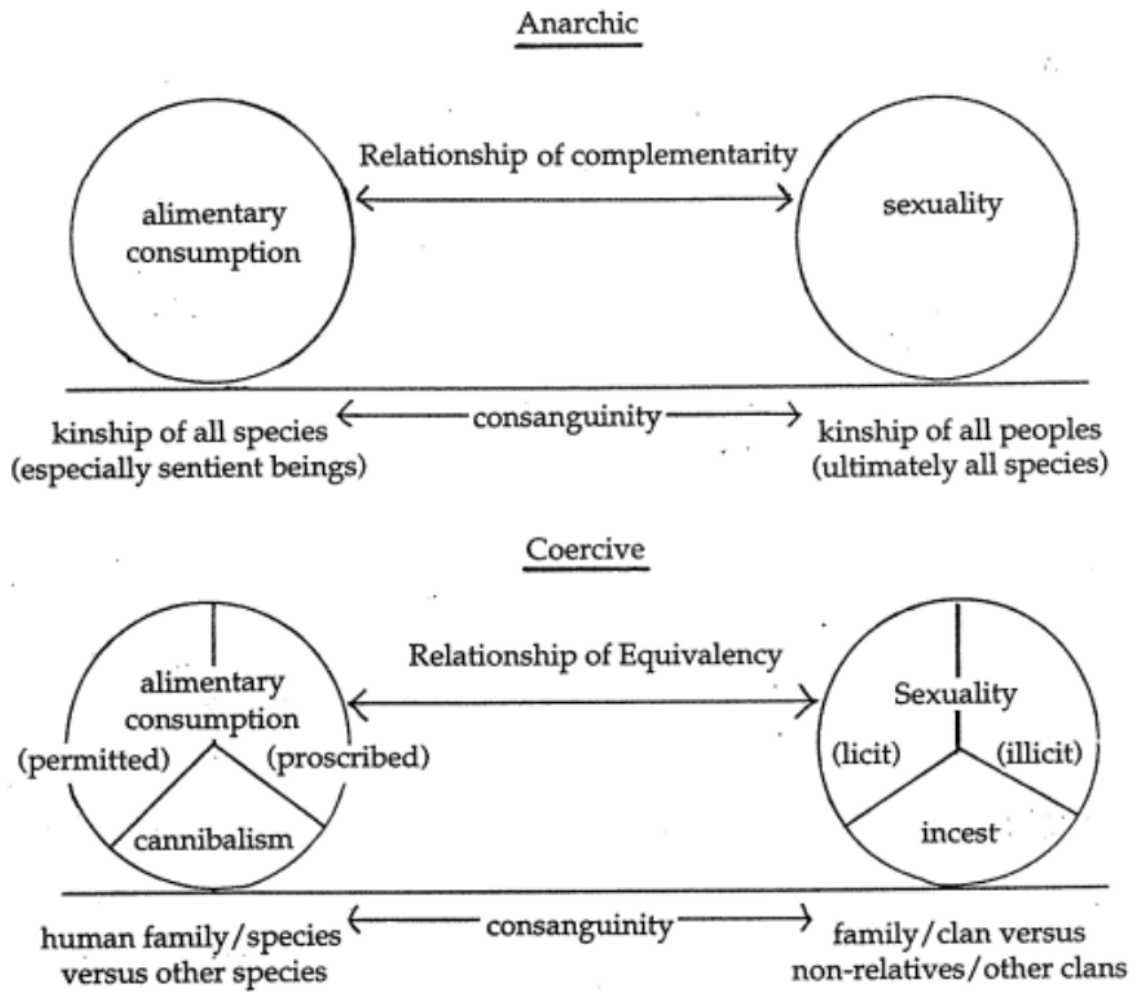 Anarchic
Relationship of complementarity
alimentary
consumption
sexuality
consanguinity
kinship of all species
(especially sentient beings)
kinship of all peoples
(ultimately all species)
Coercive
Relationship of Equivalency
alimentary
consumption
(permitted)
(proscribed)
cannibalism
Sexuality
(licit)
(illicit)
incest
consanguinity
human family/species
versus other species
family/clan versus
non-relatives/other clans